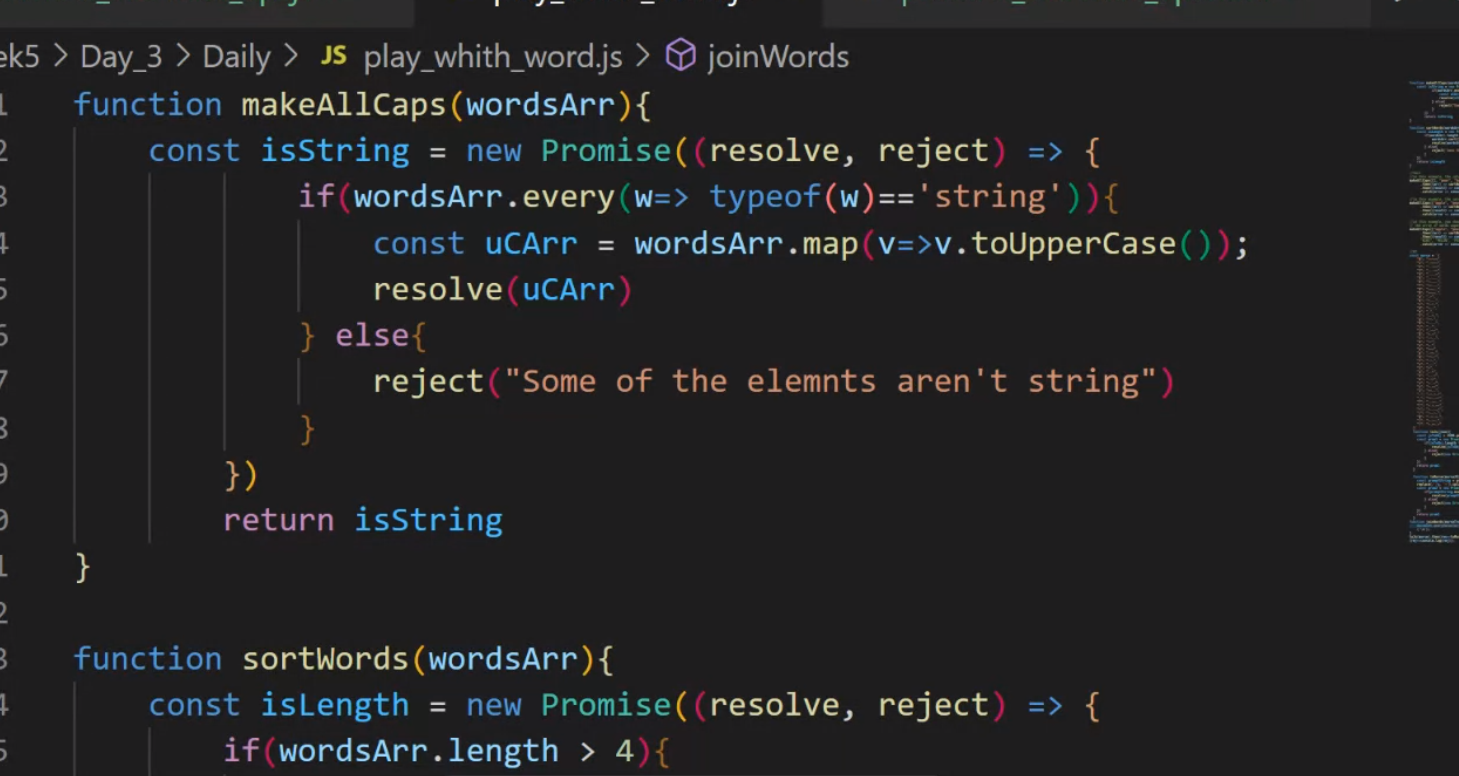 ek5 > Day_3 > Daily > JS play_whith_word.js > joinWords
1 function makeAllCaps(wordsArr){
2 const isString = new Promise((resolve, reject) => {
3 if(wordsArr.every(w=> typeof(w)=='string')){
4 const uCArr = wordsArr.map(v=>v.toUpperCase());
5 resolve(uCArr)
6 } else{
7 reject("Some of the elemnts aren't string")
8 }
9 })
0 return isString
1 }
2
3 function sortWords(wordsArr){
4 const isLength = new Promise((resolve, reject) => {
5 if(wordsArr.length > 4){